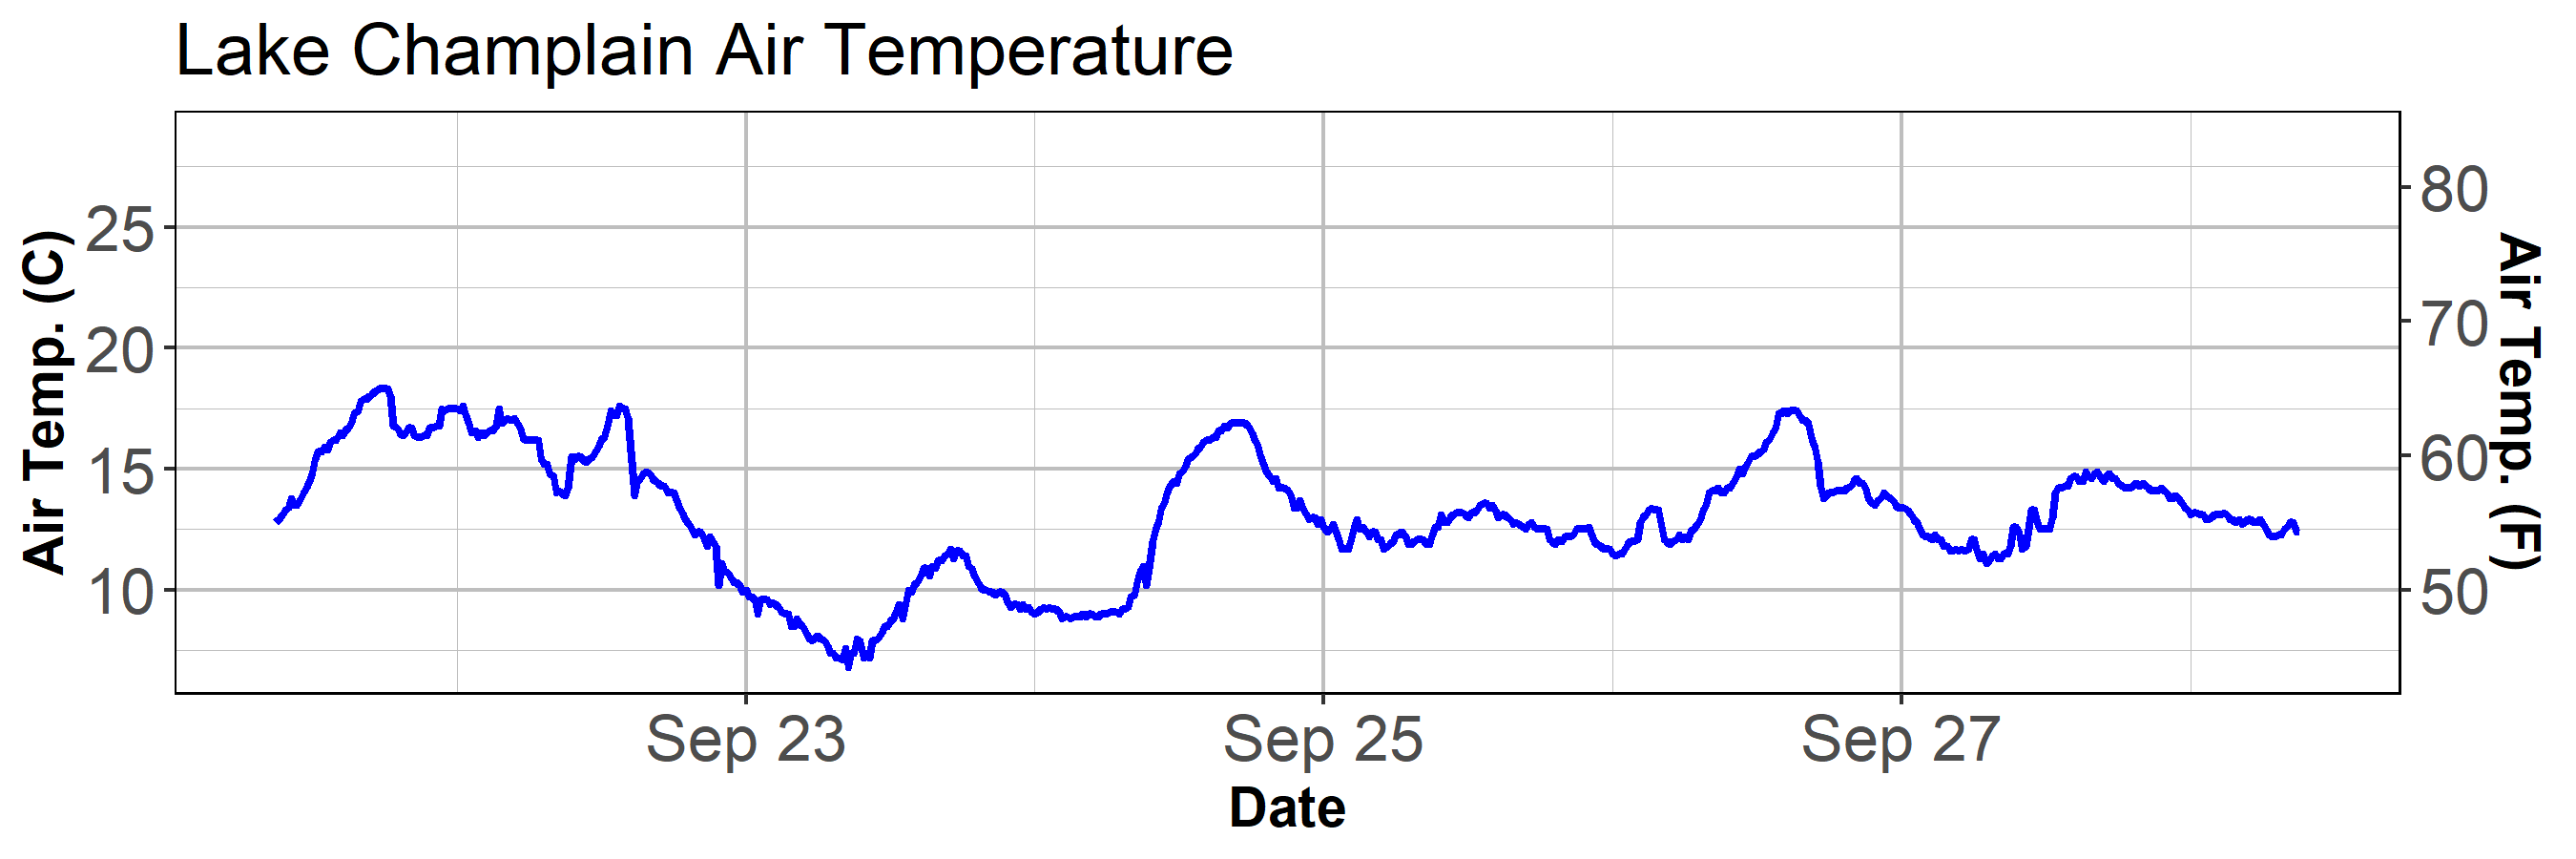 Lake Champlain Air Temperature
Air Temp. (C)
25
20
15
10
80
70
60
50
Air Temp. (F)
Sep 23
Sep 25
Sep 27
Date